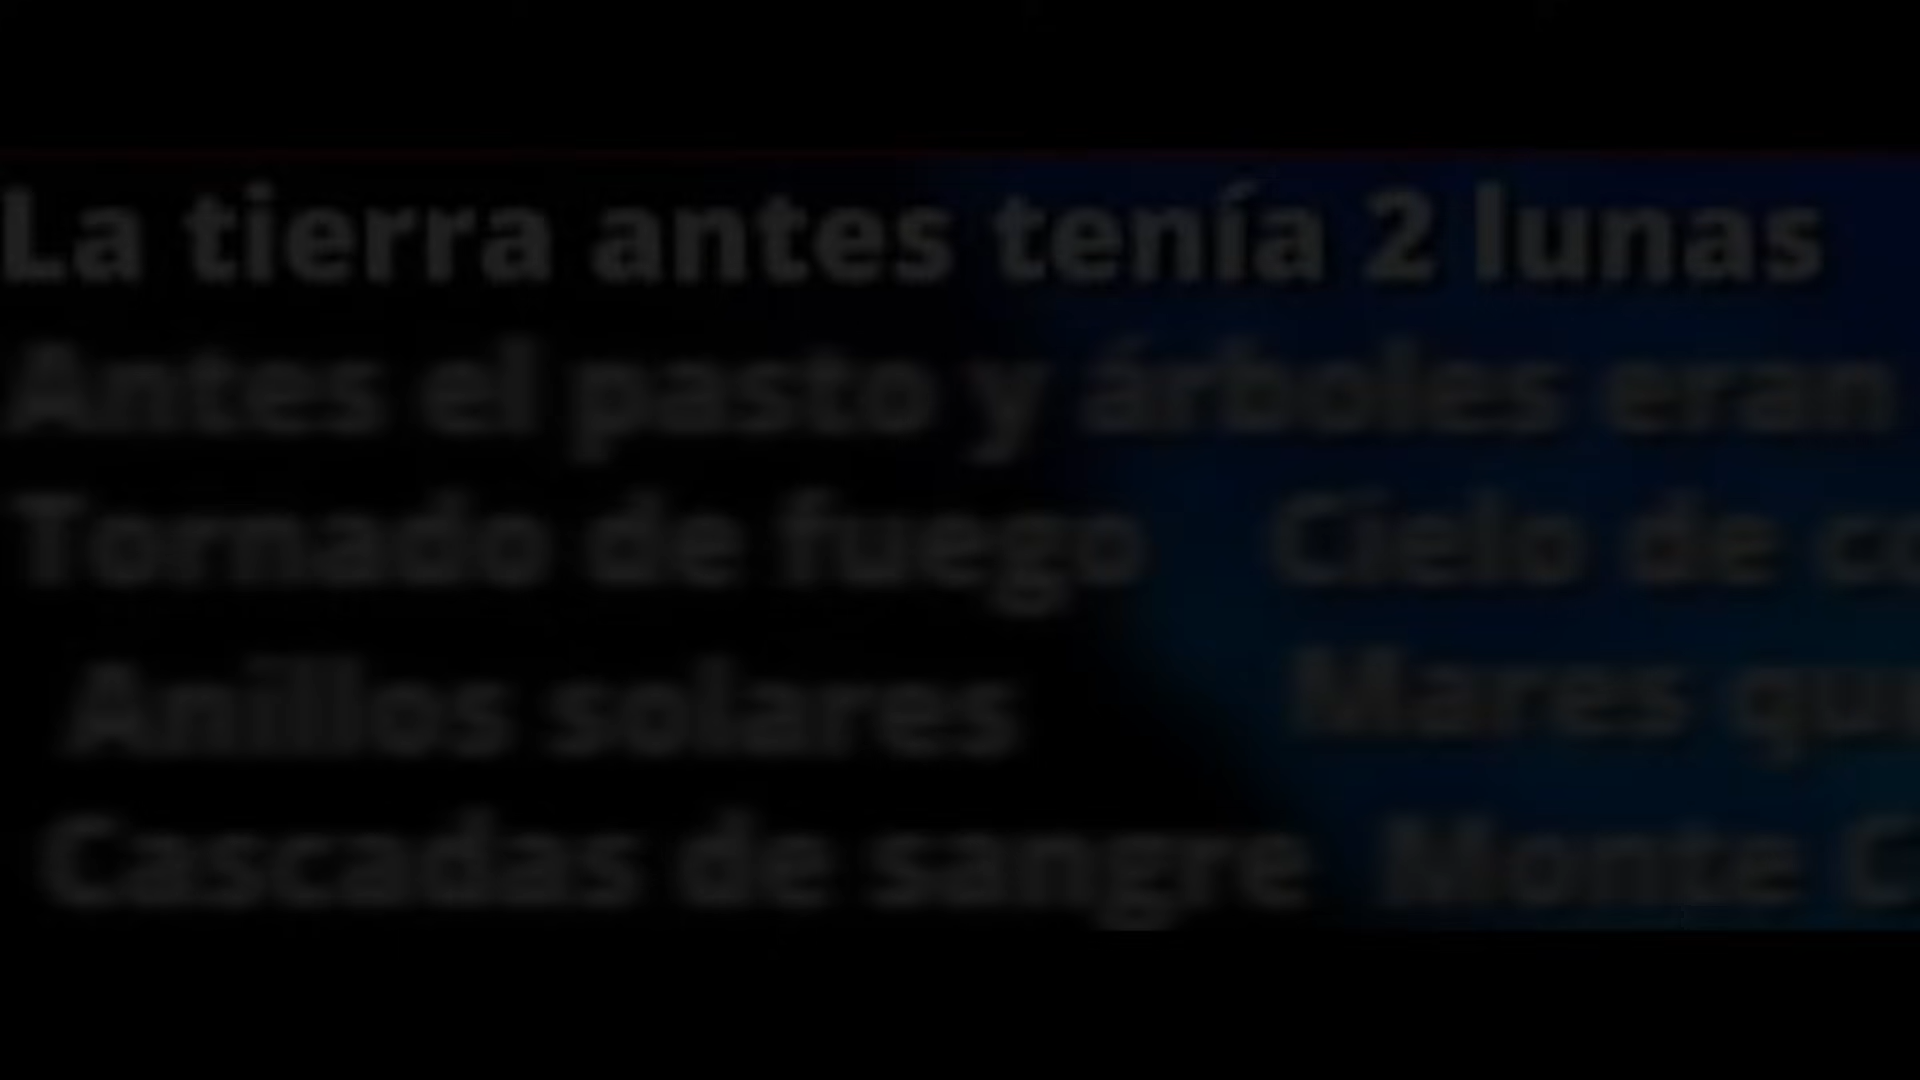 La tierra antes tenía 2 lunas
Antes el pasto y árboles eran
Tornado de fuego Cielo de
Anillos solares Mares
Cascadas de sangre Monte